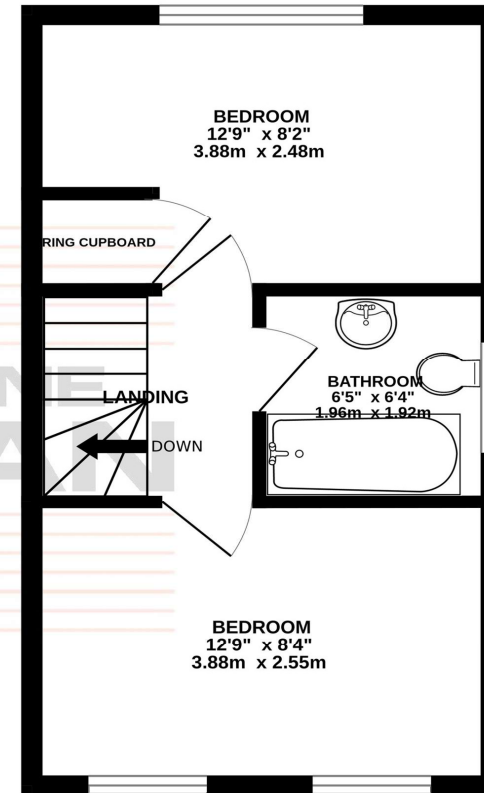 BEDROOM
12'9" x 8'2"
3.88m x 2.48m
RING CUPBOARD
BATHROOM
6'5" x 6'4"
1.96m x 1.92m
LANDING
DOWN
BEDROOM
12'9" x 8'4"
3.88m x 2.55m